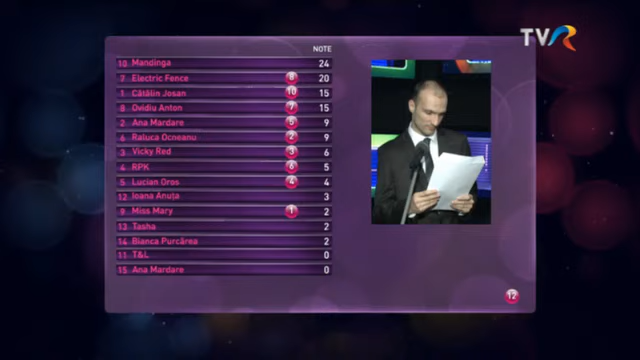 TVR
NOTE
10 Mandinga 24
7 Electric Fence 8 20
1 Cătălin Josan 10 15
8 Ovidiu Anton 7 15
2 Ana Mardare 5 9
6 Raluca Ocneanu 2 9
3 Vicky Red 3 6
4 RPK 6 5
5 Lucian Oros 4 4
12 Ioana Anuța 3
9 Miss Mary 1 2
13 Tasha 2
14 Bianca Purcărea 2
11 T&L 0
15 Ana Mardare 0
12